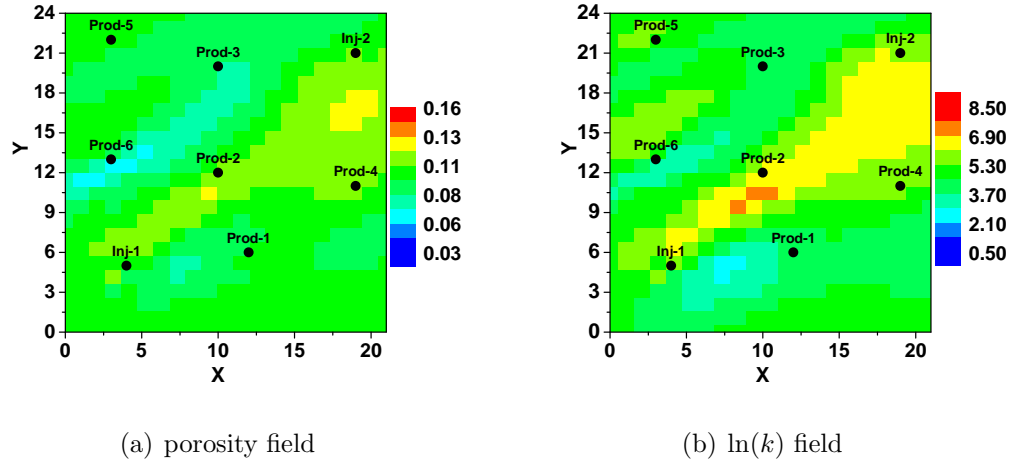 24
21
18
15
12
9
6
3
0
Y
0 5 10 15 20
X
Prod-5
Inj-2
Prod-3
Prod-6
Prod-2
Prod-4
Inj-1
Prod-1
0.16
0.13
0.11
0.08
0.06
0.03
(a) porosity field
24
21
18
15
12
9
6
3
0
Y
0 5 10 15 20
X
Prod-5
Inj-2
Prod-3
Prod-6
Prod-2
Prod-4
Inj-1
Prod-1
8.50
6.90
5.30
3.70
2.10
0.50
(b) ln(k) field